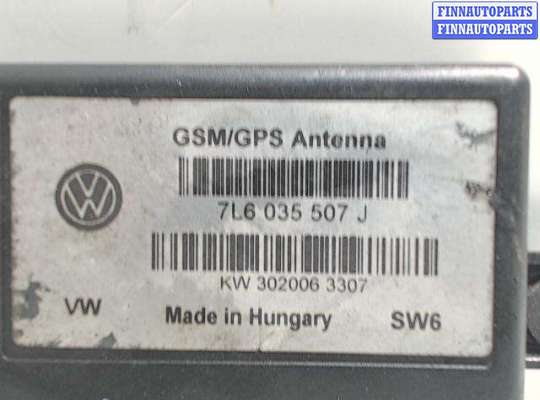 FINNAUTOPARTS
FINNAUTOPARTS
GSM/GPS Antenna
7L6 035 507 J
KW 302006 3307
VW Made in Hungary SW6